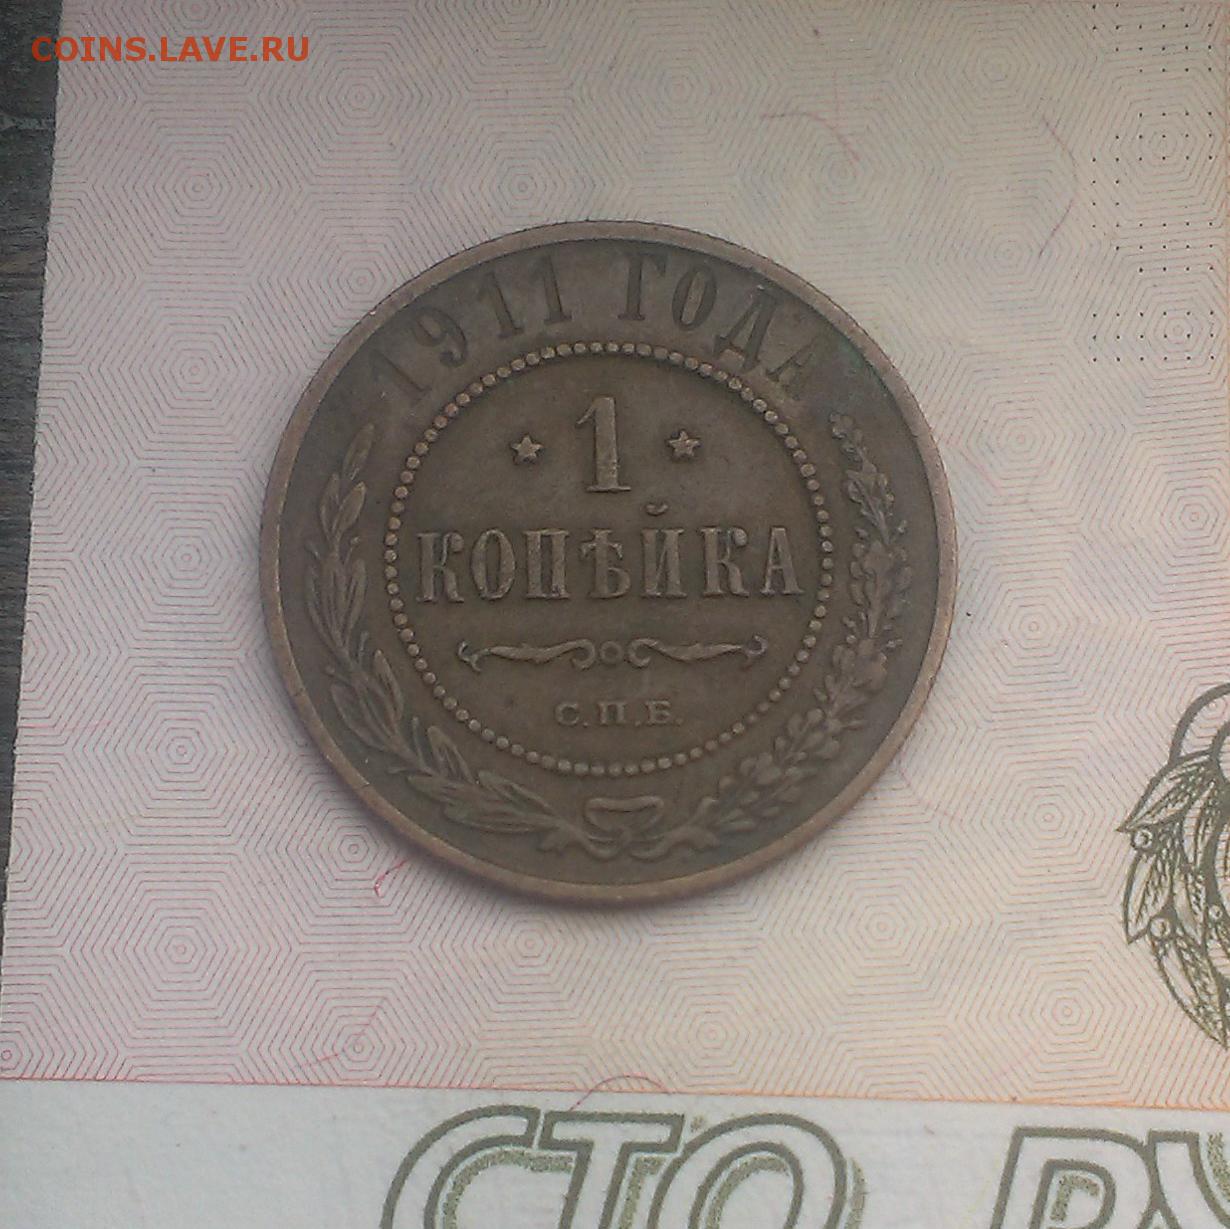 COINS.LAVE.RU
1911 ГОДА
1
КОПѢЙКА
С.П.Б.
СТО РУ